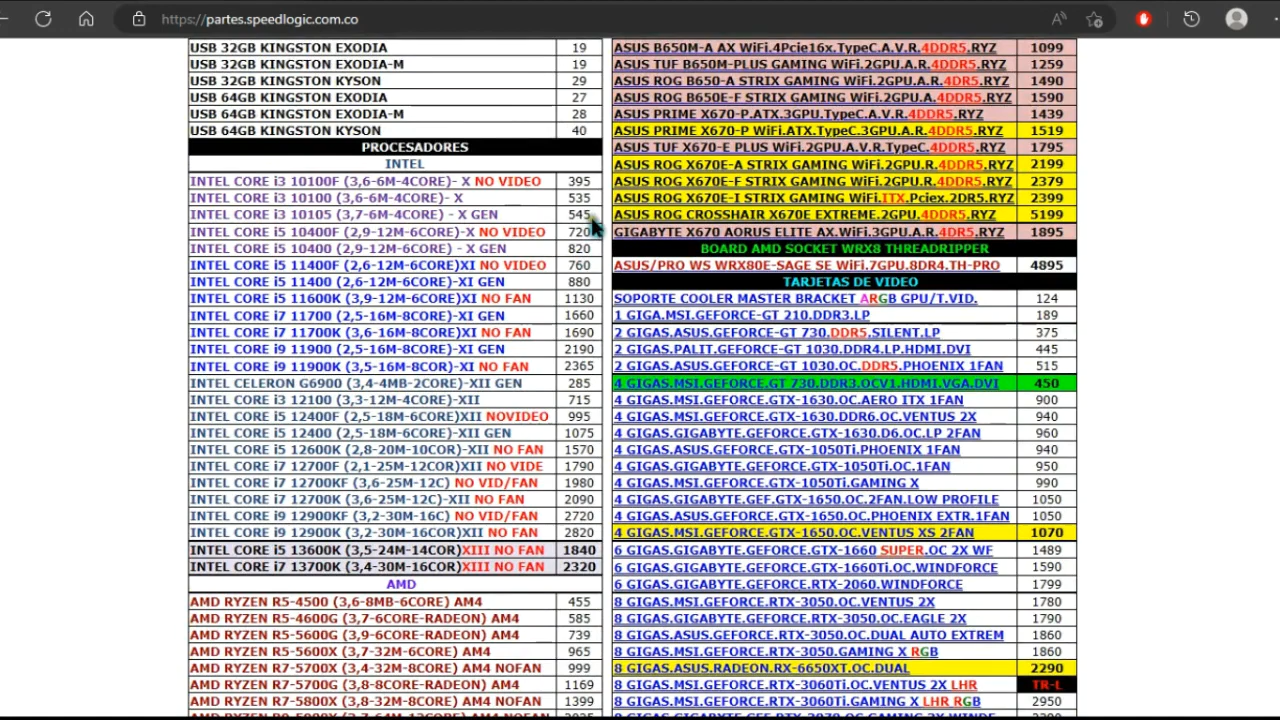 https://partes.speedlogic.com.co
USB 32GB KINGSTON EXODIA 19
USB 32GB KINGSTON EXODIA-M 19
USB 32GB KINGSTON KYSON 29
USB 64GB KINGSTON EXODIA 27
USB 64GB KINGSTON EXODIA-M 28
USB 64GB KINGSTON KYSON 40
PROCESADORES
INTEL
INTEL CORE i3 10100F (3,6-6M-4CORE)- X NO VIDEO 395
INTEL CORE i3 10100 (3,6-6M-4CORE)- X 535
INTEL CORE i3 10105 (3,7-6M-4CORE) - X GEN 545
INTEL CORE i5 10400F (2,9-12M-6CORE)-X NO VIDEO 720
INTEL CORE i5 10400 (2,9-12M-6CORE)- X GEN 820
INTEL CORE i5 11400F (2,6-12M-6CORE)XI NO VIDEO 760
INTEL CORE i5 11400 (2,6-12M-6CORE)-XI GEN 880
INTEL CORE i5 11600K (3,9-12M-6CORE)-XI NO FAN 1130
INTEL CORE i7 11700 (2,5-16M-8CORE)-XI GEN 1660
INTEL CORE i7 11700K (3,6-16M-8CORE)-XI NO FAN 1690
INTEL CORE i9 11900 (2,5-16M-8CORE)-XI GEN 2190
INTEL CORE i9 11900K (3,5-16M-8COR)-XI NO FAN 2365
INTEL CELERON G6900 (3,4-4MB-2CORE)-XII GEN 285
INTEL CORE i3 12100 (3,3-12M-4CORE)-XII 715
INTEL CORE i5 12400F (2,5-18M-6CORE)XII NOVIDEO 995
INTEL CORE i5 12400 (2,5-18M-6CORE)-XII GEN 1075
INTEL CORE i5 12600K (2,8-20M-10COR)-XII NO FAN 1570
INTEL CORE i7 12700F (2,1-25M-12COR)XII NO VIDE 1790
INTEL CORE i7 12700KF (3,6-25M-12C) NO VID/FAN 1980
INTEL CORE i7 12700K (3,6-25M-12C)-XII NO FAN 2090
INTEL CORE i9 12900KF (3,2-30M-16C) NO VID/FAN 2720
INTEL CORE i9 12900K (3,2-30M-16COR)XII NO FAN 2820
INTEL CORE i5 13600K (3,5-24M-14COR)XIII NO FAN 1840
INTEL CORE i7 13700K (3,4-30M-16COR)XIII NO FAN 2320
AMD
AMD RYZEN R5-4500 (3,6-8MB-6CORE) AM4 455
AMD RYZEN R5-4600G (3,7-6CORE-RADEON) AM4 585
AMD RYZEN R5-5600G (3,9-6CORE-RADEON) AM4 739
AMD RYZEN R5-5600X (3,7-32M-6CORE) AM4 965
AMD RYZEN R7-5700X (3,4-32M-8CORE) AM4 NOFAN 999
AMD RYZEN R7-5700G (3,8-8CORE-RADEON) AM4 1169
AMD RYZEN R7-5800X (3,8-32M-8CORE) AM4 NOFAN 1399
ASUS B650M-A AX WiFi.4Pcie16x.TypeC.A.V.R.4DDR5.RYZ 1099
ASUS TUF B650M-PLUS GAMING WiFi.2GPU.A.R.4DDR5.RYZ 1259
ASUS ROG B650-A STRIX GAMING WiFi.2GPU.A.R.4DR5.RYZ 1490
ASUS ROG B650E-F STRIX GAMING WiFi.2GPU.A.4DDR5.RYZ 1590
ASUS PRIME X670-P.ATX.3GPU.TypeC.A.V.R.4DDR5.RYZ 1439
ASUS PRIME X670-P WiFi.ATX.TypeC.3GPU.A.R.4DDR5.RYZ 1519
ASUS TUF X670-E PLUS WiFi.2GPU.A.V.R.TypeC.4DDR5.RYZ 1795
ASUS ROG X670E-A STRIX GAMING WiFi.2GPU.R.4DDR5.RYZ 2199
ASUS ROG X670E-F STRIX GAMING WiFi.2GPU.R.4DDR5.RYZ 2379
ASUS ROG X670E-I STRIX GAMING WiFi.ITX.Pciex.2DR5.RYZ 2399
ASUS ROG CROSSHAIR X670E EXTREME.2GPU.4DDR5.RYZ 5199
GIGABYTE X670 AORUS ELITE AX.WiFi.3GPU.A.4DDR5.RYZ 1895
BOARD AMD SOCKET WRX8 THREADRIPPER
ASUS/PRO WS WRX80E-SAGE SE WiFi.7GPU.8DR4.TH-PRO 4895
TARJETAS DE VIDEO
SOPORTE COOLER MASTER BRACKET ARGB GPU/T.VID. 124
1 GIGA.MSI.GEFORCE-GT 210.DDR3.LP 189
2 GIGAS.ASUS.GEFORCE-GT 730.DDR5.SILENT.LP 375
2 GIGAS.PALIT.GEFORCE-GT 1030.DDR4.LP.HDMI.DVI 445
2 GIGAS.ASUS.GEFORCE-GT 1030.OC.DDR5.PHOENIX 1FAN 515
4 GIGAS.MSI.GEFORCE.GT 730.DDR3.OCV1.HDMI.VGA.DVI 450
4 GIGAS.MSI.GEFORCE.GTX-1630.OC.AERO ITX 1FAN 900
4 GIGAS.MSI.GEFORCE.GTX-1630.DDR6.OC.VENTUS 2X 940
4 GIGAS.GIGABYTE.GEFORCE.GTX-1630.D6.OC.LP 2FAN 960
4 GIGAS.ASUS.GEFORCE.GTX-1050Ti.PHOENIX 1FAN 940
4 GIGAS.GIGABYTE.GEFORCE.GTX-1050Ti.OC.1FAN 950
4 GIGAS.MSI.GEFORCE.GTX-1050Ti.GAMING X 990
4 GIGAS.GIGABYTE.GEF.GTX-1650.OC.2FAN.LOW PROFILE 1050
4 GIGAS.ASUS.GEFORCE.GTX-1650.OC.PHOENIX EXTR.1FAN 1050
4 GIGAS.MSI.GEFORCE.GTX-1650.OC.VENTUS XS 2FAN 1070
6 GIGAS.GIGABYTE.GEFORCE.GTX-1660 SUPER.OC 2X WF 1489
6 GIGAS.GIGABYTE.GEFORCE.GTX-1660Ti.OC.WINDFORCE 1590
6 GIGAS.GIGABYTE.GEFORCE.RTX-2060.WINDFORCE 1799
8 GIGAS.MSI.GEFORCE.RTX-3050.OC.VENTUS 2X 1780
8 GIGAS.GIGABYTE.GEFORCE.RTX-3050.OC.EAGLE 2X 1790
8 GIGAS.ASUS.GEFORCE.RTX-3050.OC.DUAL AUTO EXTREM 1860
8 GIGAS.MSI.GEFORCE.RTX-3050.GAMING X RGB 1860
8 GIGAS.ASUS.RADEON.RX-6650XT.OC.DUAL 2290
8 GIGAS.MSI.GEFORCE.RTX-3060Ti.OC.VENTUS 2X LHR TR-L
8 GIGAS.MSI.GEFORCE.RTX-3060Ti.GAMING X LHR RGB 2950